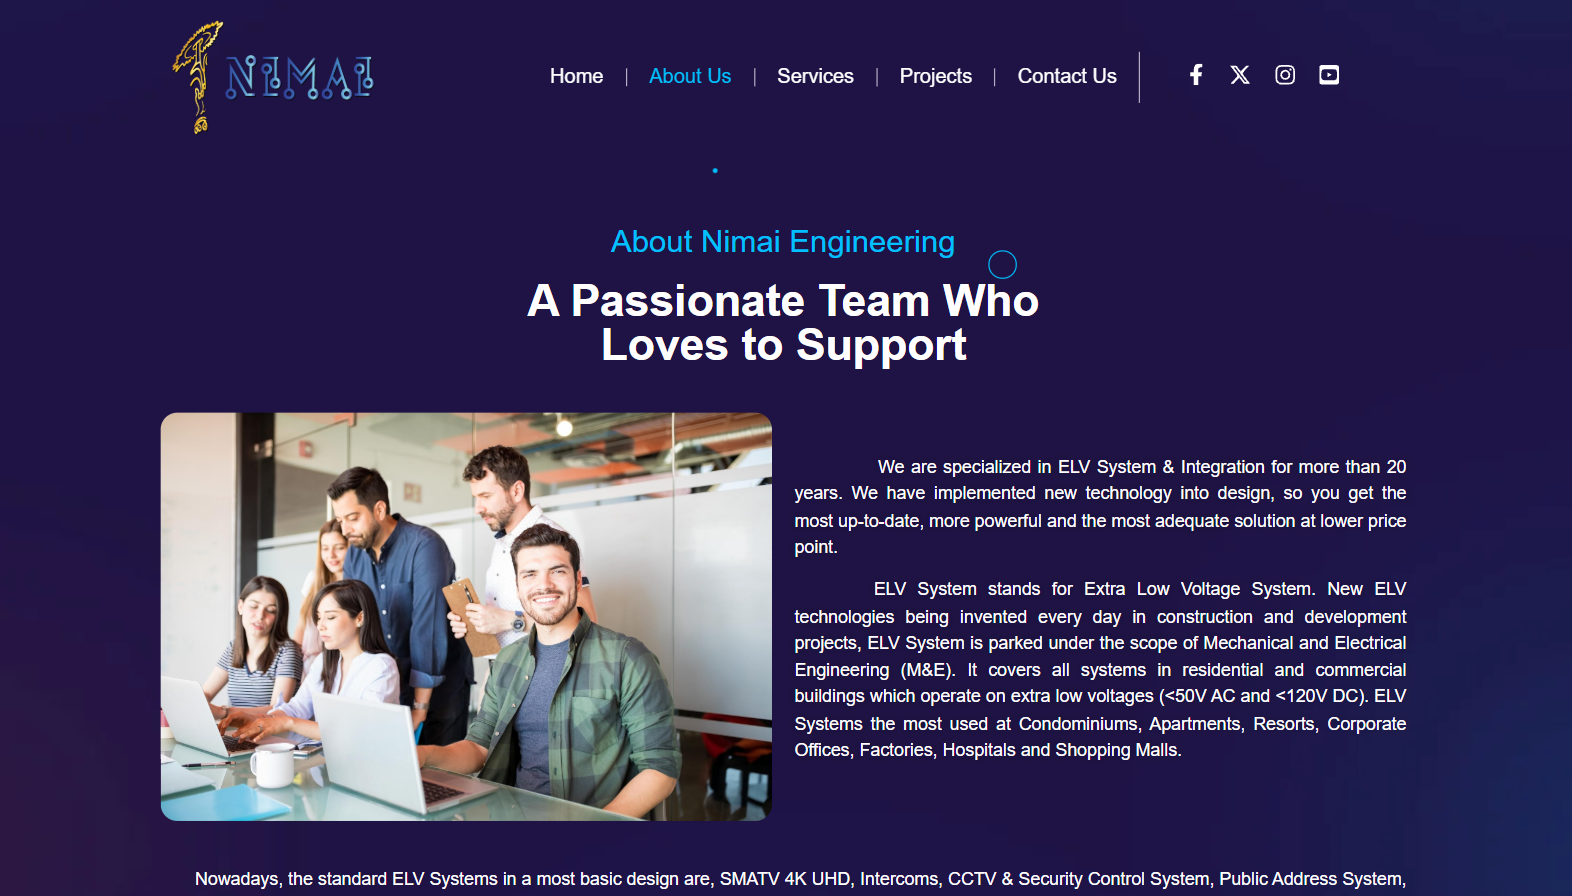 NIMAI
Home | About Us | Services | Projects | Contact Us
About Nimai Engineering
A Passionate Team Who
Loves to Support
We are specialized in ELV System & Integration for more than 20
years. We have implemented new technology into design, so you get the
most up-to-date, more powerful and the most adequate solution at lower price
point.
ELV System stands for Extra Low Voltage System. New ELV
technologies being invented every day in construction and development
projects, ELV System is parked under the scope of Mechanical and Electrical
Engineering (M&E). It covers all systems in residential and commercial
buildings which operate on extra low voltages (<50V AC and <120V DC). ELV
Systems the most used at Condominiums, Apartments, Resorts, Corporate
Offices, Factories, Hospitals and Shopping Malls.
Nowadays, the standard ELV Systems in a most basic design are, SMATV 4K UHD, Intercoms, CCTV & Security Control System, Public Address System,